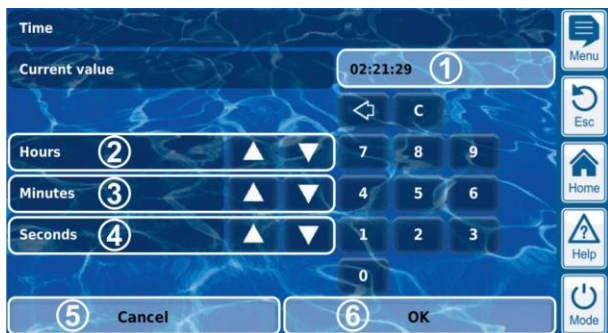 Time
Menu
Current value 02:21:29 1
C
Esc
Hours 2 7 8 9
Minutes 3 4 5 6
Home
Seconds 4 1 2 3
Help
0
5 Cancel 6 OK
Mode